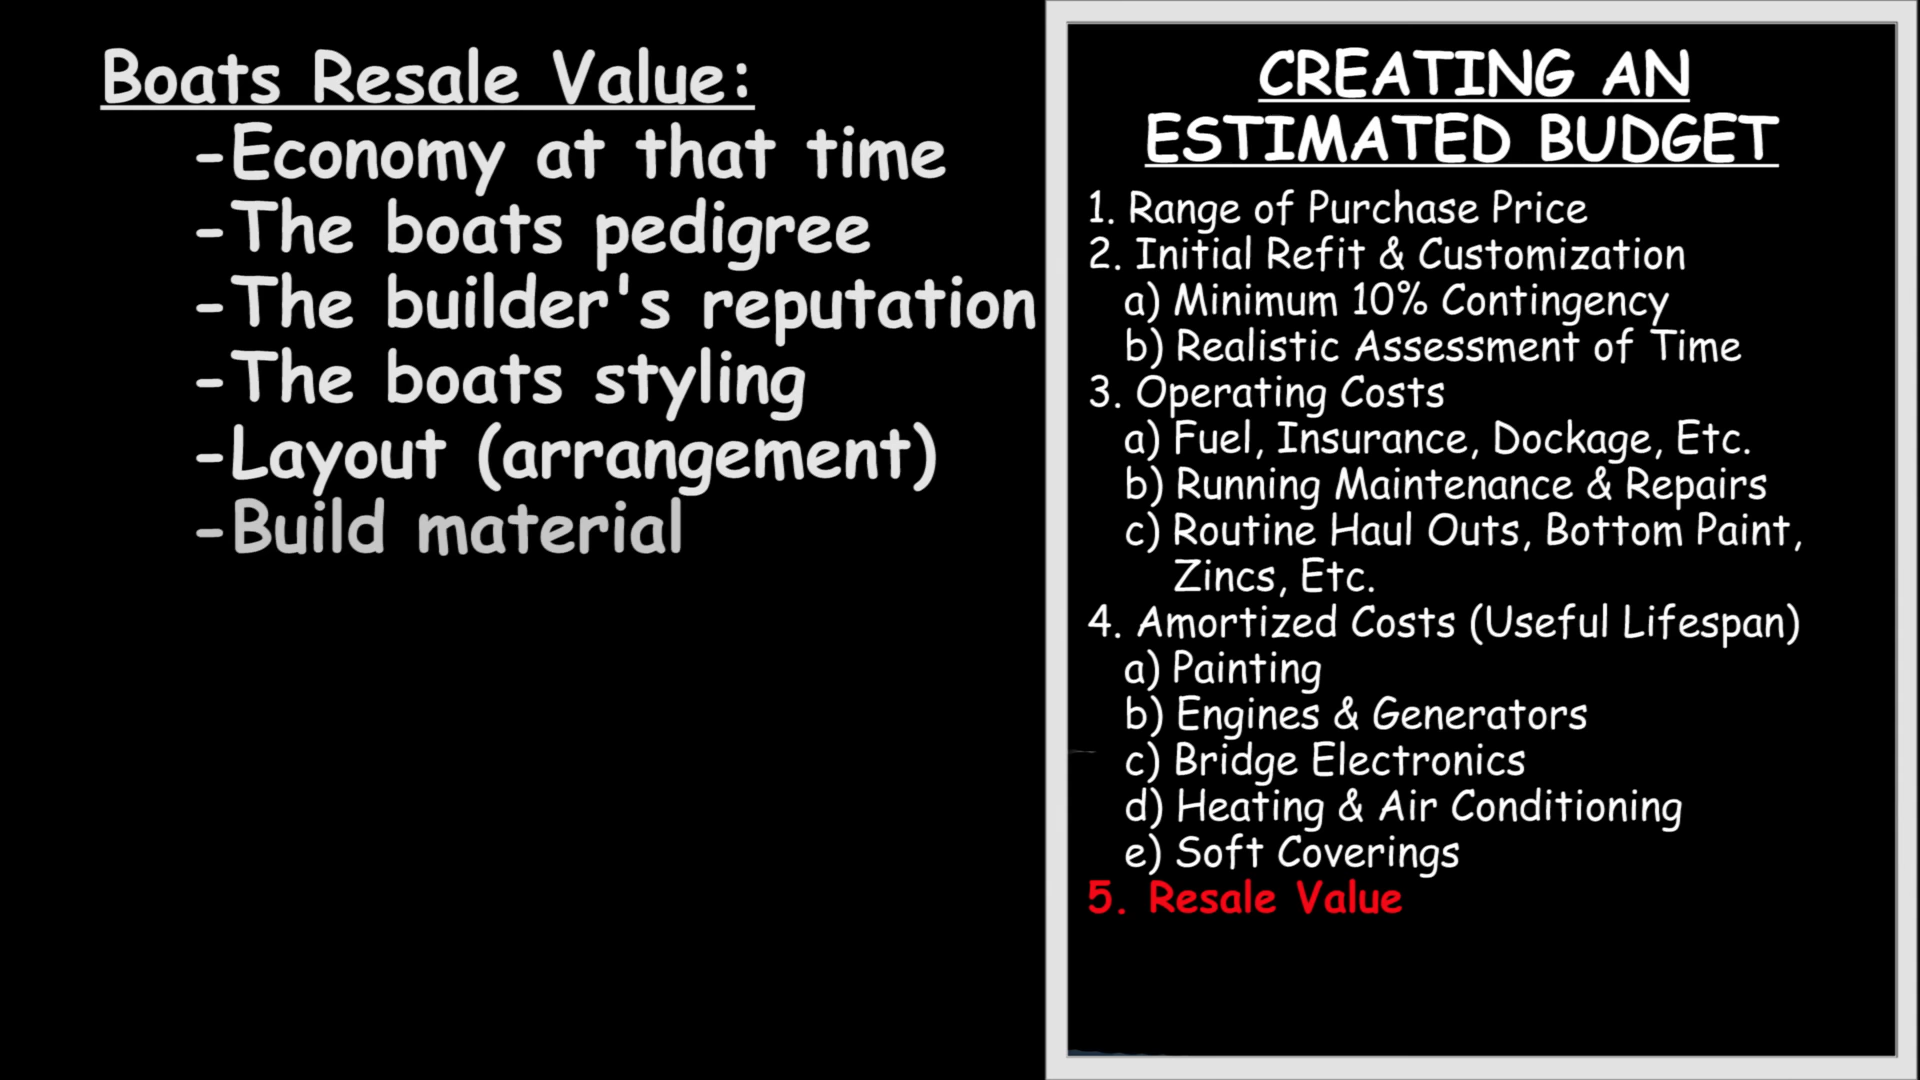 Boats Resale Value:
-Economy at that time
-The boats pedigree
-The builder's reputation
-The boats styling
-Layout (arrangement)
-Build material
CREATING AN
ESTIMATED BUDGET
1. Range of Purchase Price
2. Initial Refit & Customization
a) Minimum 10% Contingency
b) Realistic Assessment of Time
3. Operating Costs
a) Fuel, Insurance, Dockage, Etc.
b) Running Maintenance & Repairs
c) Routine Haul Outs, Bottom Paint,
Zincs, Etc.
4. Amortized Costs (Useful Lifespan)
a) Painting
b) Engines & Generators
c) Bridge Electronics
d) Heating & Air Conditioning
e) Soft Coverings
5. Resale Value